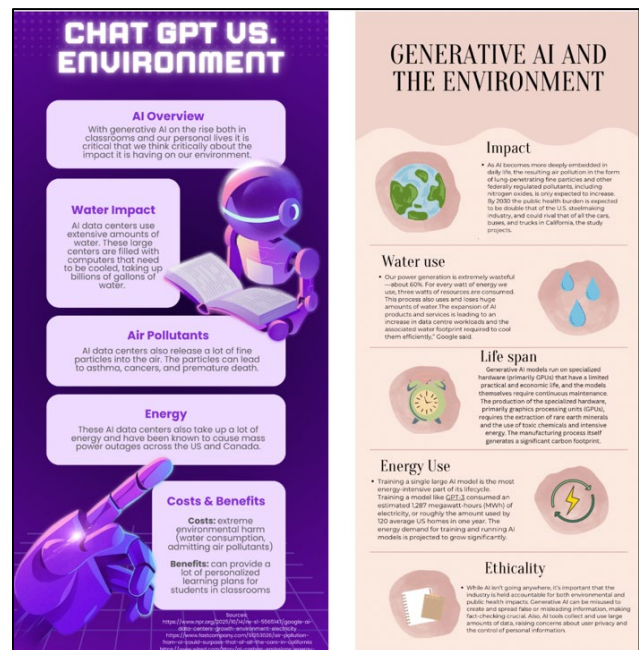 CHAT GPT VS.
ENVIRONMENT
AI Overview
With generative AI on the rise both in
classrooms and our personal lives it is
critical that we think critically about the
impact it is having on our environment.
Water Impact
AI data centers use
extensive amounts of
water. These large
centers are filled with
computers that need
to be cooled, taking up
billions of gallons of
water.
Air Pollutants
AI data centers also release a lot of fine
particles into the air. The particles can lead
to asthma, cancers, and premature death.
Energy
These AI data centers also take up a lot of
energy and have been known to cause mass
power outages across the US and Canada.
Costs & Benefits
Costs: extreme
environmental harm
(water consumption,
admitting air pollutants)
Benefits: can provide a
lot of personalized
learning plans for
students in classrooms
Sources:
GENERATIVE AI AND
THE ENVIRONMENT
Impact
• As AI becomes more deeply embedded in
daily life, the resulting air pollution in the form
of lung-penetrating fine particles and other
federally regulated pollutants, including
nitrogen oxides, is only expected to increase.
By 2030 the public health burden is expected
to be double that of the U.S. steelmaking
industry, and could rival that of all the cars,
buses, and trucks in California, the study
projects.
Water use
• Our power generation is extremely wasteful
—about 60%. For every watt of energy we
use, three watts of resources are consumed.
This process also uses and loses huge
amounts of water.The expansion of AI
products and services is leading to an
increase in data centre workloads and the
associated water footprint required to cool
them efficiently," Google said.
Life span
Generative AI models run on specialized
hardware (primarily GPUs) that have a limited
practical and economic life, and the models
themselves require continuous maintenance.
The production of the specialized hardware,
primarily graphics processing units (GPUs),
requires the extraction of rare earth minerals
and the use of toxic chemicals and intensive
energy. The manufacturing process itself
generates a significant carbon footprint.
Energy Use
• Training a single large AI model is the most
energy-intensive part of its lifecycle.
Training a model like GPT-3 consumed an
estimated 1,287 megawatt-hours (MWh) of
electricity, or roughly the amount used by
120 average US homes in one year. The
energy demand for training and running AI
models is projected to grow significantly.
Ethicality
• While AI isn't going anywhere, it's important that the
industry is held accountable for both environmental and
public health impacts. Generative AI can be misused to
create and spread false or misleading information, making
fact-checking crucial. Also, AI tools collect and use large
amounts of data, raising concerns about user privacy and
the control of personal information.